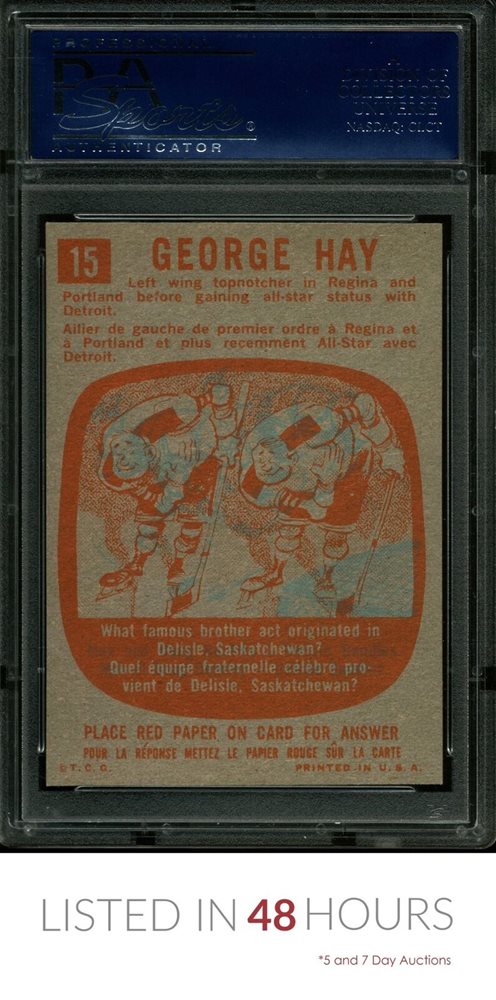 PROFESSIONAL
PSA
Sports
AUTHENTICATOR
A
DIVISION OF
COLLECTORS
UNIVERSE
NASDAQ: CLCT
15 GEORGE HAY
Left wing topnotcher in Regina and
Portland before gaining all-star status with
Detroit.
Ailier de gauche de premier ordre à Regina et
à Portland et plus recemment All-Star avec
Detroit.
What famous brother act originated in
Delisle, Saskatchewan?
Quel équipe fraternelle célèbre pro-
vient de Delisle, Saskatchewan?
PLACE RED PAPER ON CARD FOR ANSWER
POUR LA RÉPONSE METTEZ LE PAPIER ROUGE SUR LA CARTE
©T.C.G. PRINTED IN U.S.A.
LISTED IN 48 HOURS
*5 and 7 Day Auctions